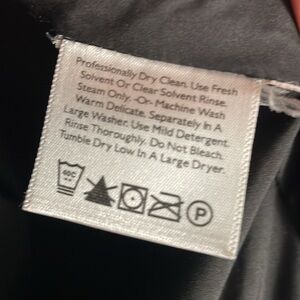 Professionally Dry Clean. Use Fresh
Solvent Or Clear Solvent Rinse.
Steam Only. -Or- Machine Wash
Warm Delicate. Separately In A
Large Washer. Use Mild Detergent.
Rinse Thoroughly. Do Not Bleach.
Tumble Dry Low In A Large Dryer.
40C P